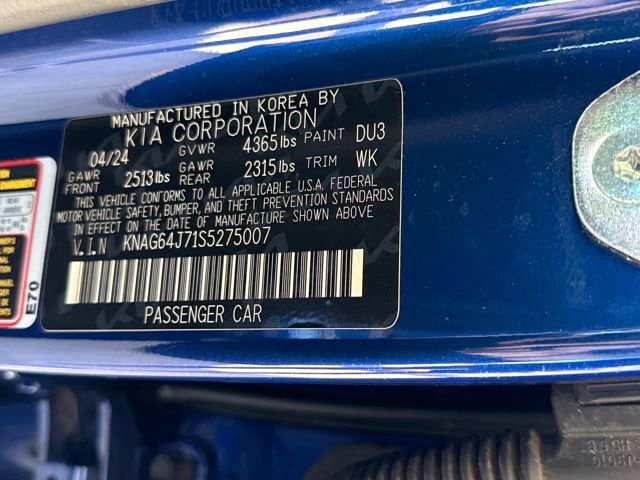 MANUFACTURED IN KOREA BY
KIA CORPORATION
04/24 GVWR 4365 lbs PAINT DU3
GAWR FRONT 2513 lbs GAWR REAR 2315 lbs TRIM WK
THIS VEHICLE CONFORMS TO ALL APPLICABLE U.S.A. FEDERAL
MOTOR VEHICLE SAFETY, BUMPER, AND THEFT PREVENTION STANDARDS
IN EFFECT ON THE DATE OF MANUFACTURE SHOWN ABOVE
V.I.N KNAG64J71S5275007
PASSENGER CAR
E70